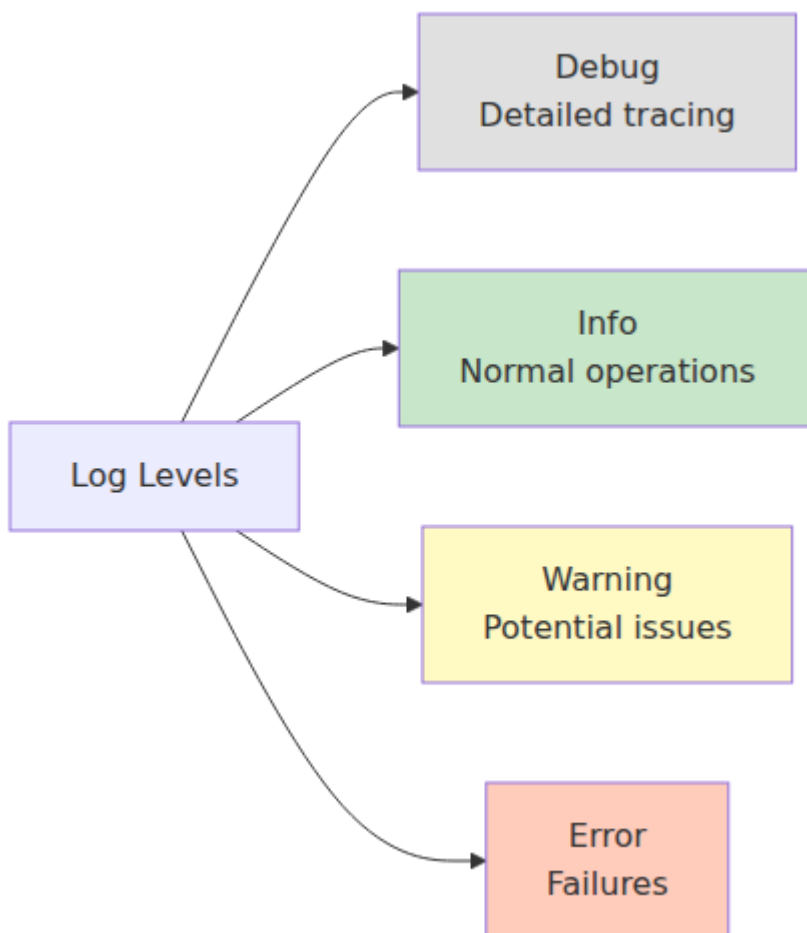 Debug
Detailed tracing
Info
Normal operations
Log Levels
Warning
Potential issues
Error
Failures